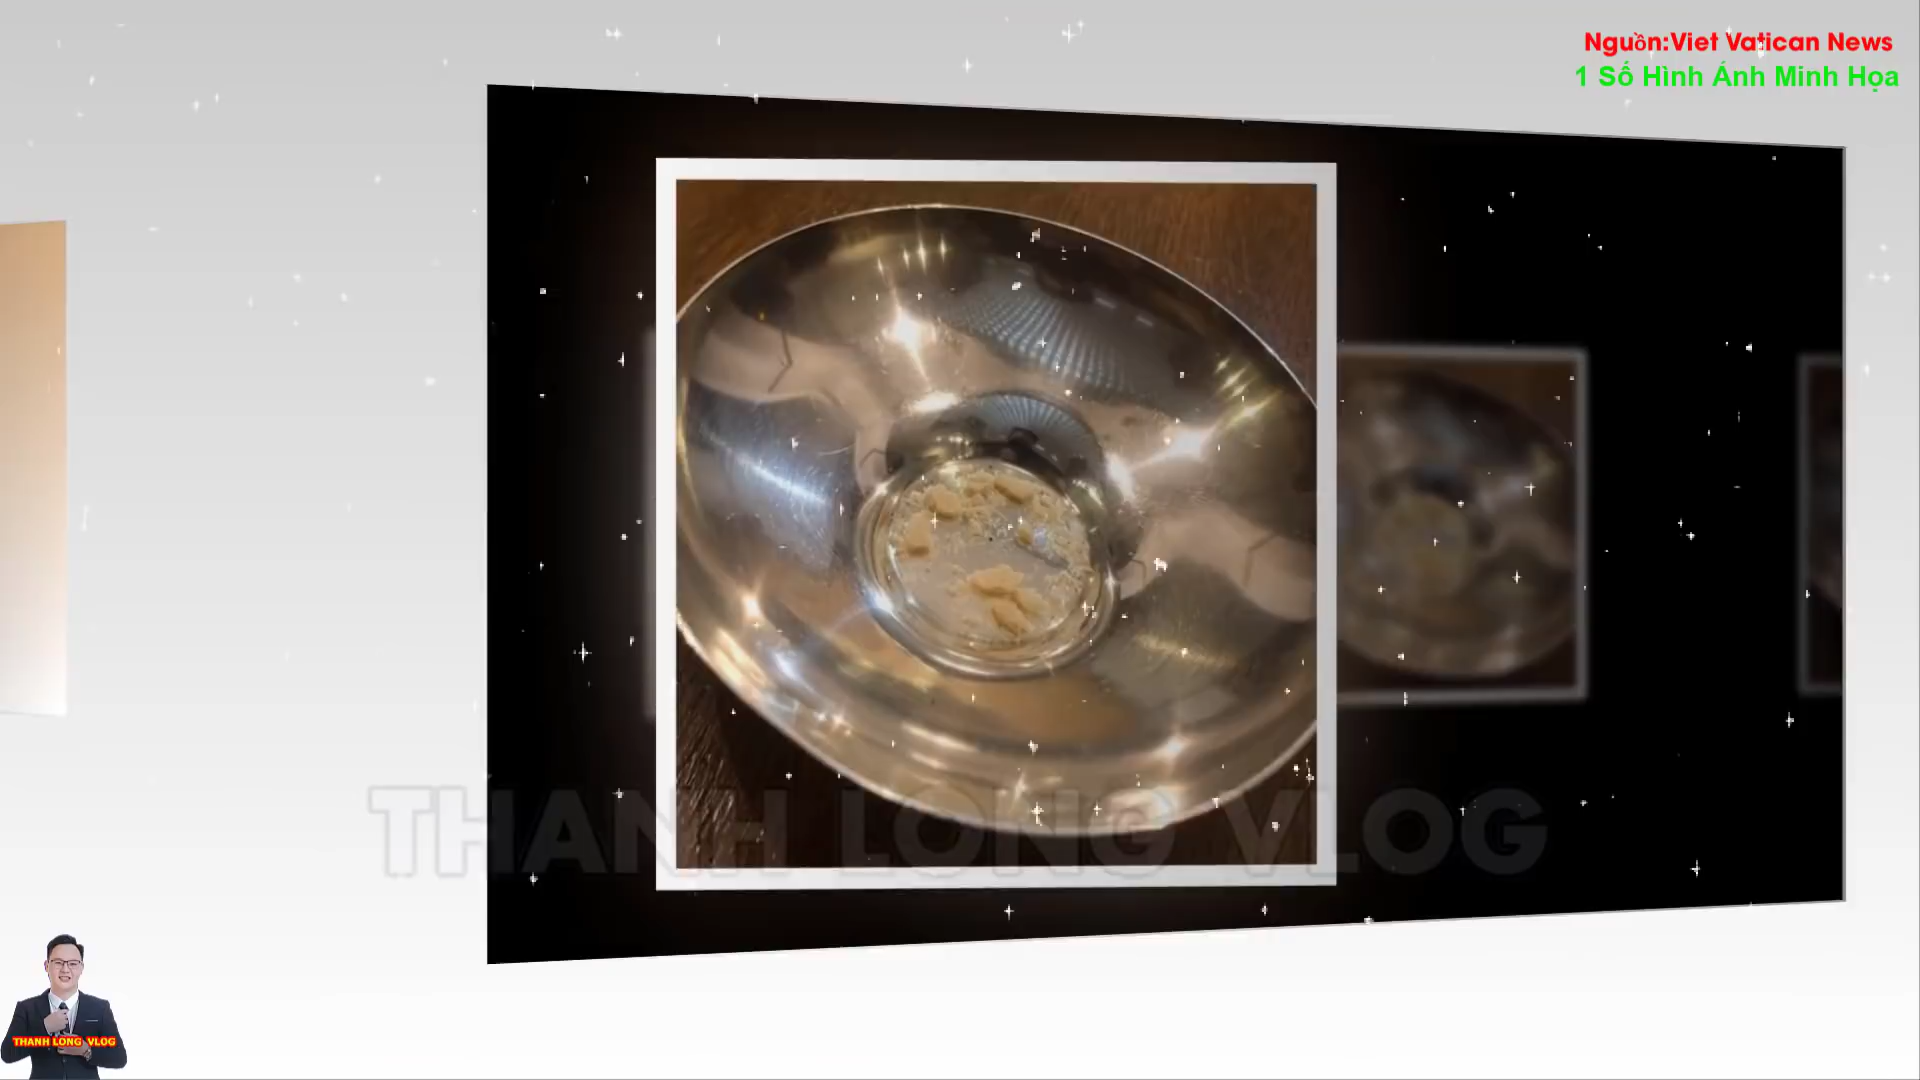 Nguồn:Viet Vatican News
1 Số Hình Ảnh Minh Họa
THANH LONG VLOG
THANH LONG VLOG